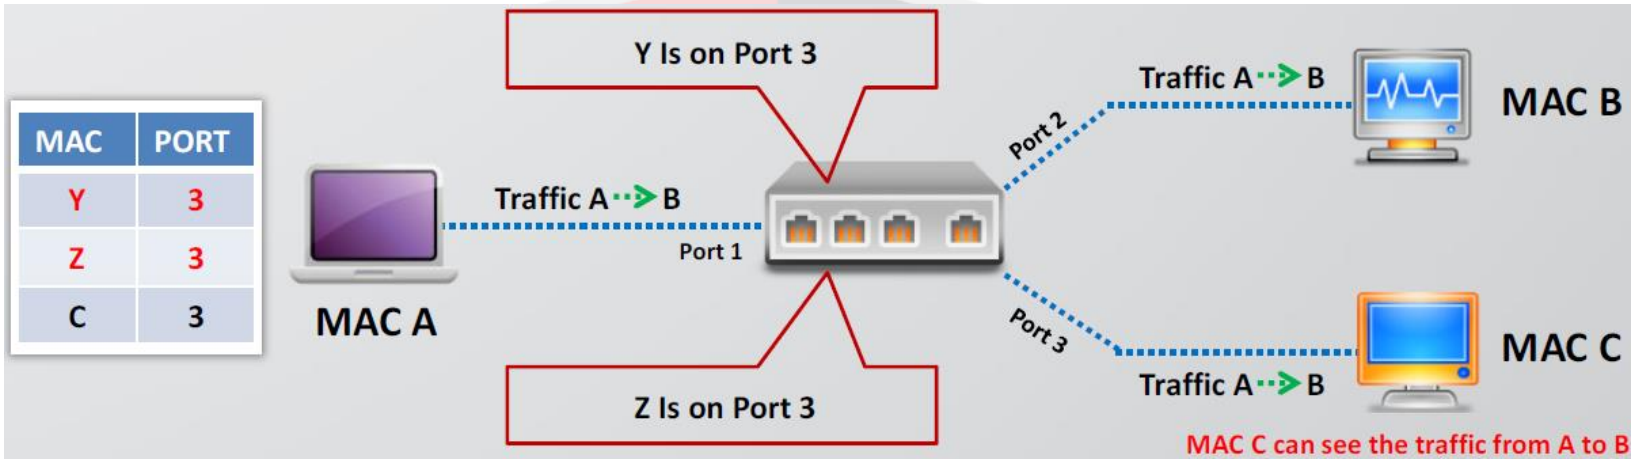 Y Is on Port 3
MAC PORT
Y 3
Z 3
C 3
MAC A
Traffic A ··> B
Port 1
Port 2
Traffic A ··> B
MAC B
Port 3
Traffic A ··> B
MAC C
Z Is on Port 3
MAC C can see the traffic from A to B